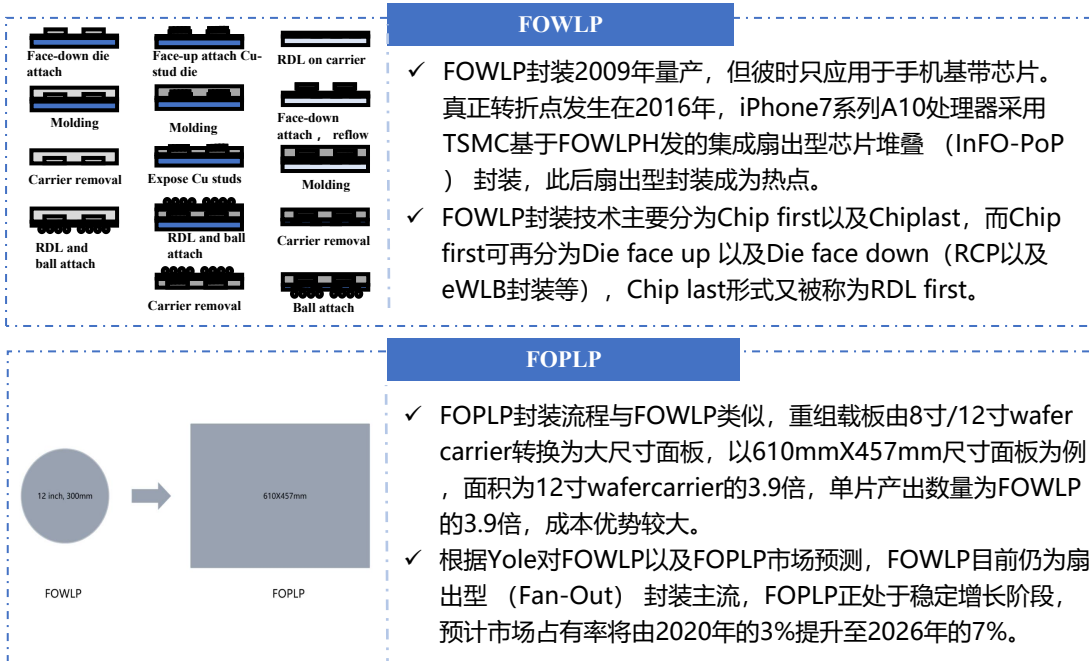 FOWLP
Face-down die
attach
Face-up attach Cu-
stud die
RDL on carrier
Molding
Molding
Face-down
attach ， reflow
Carrier removal
Expose Cu studs
Molding
RDL and
ball attach
RDL and ball
attach
Carrier removal
Carrier removal
Ball attach
✓ FOWLP封装2009年量产，但彼时只应用于手机基带芯片。
真正转折点发生在2016年，iPhone7系列A10处理器采用
TSMC基于FOWLPH发的集成扇出型芯片堆叠 （InFO-PoP
） 封装，此后扇出型封装成为热点。
✓ FOWLP封装技术主要分为Chip first以及Chiplast，而Chip
first可再分为Die face up 以及Die face down（RCP以及
eWLB封装等），Chip last形式又被称为RDL first。
FOPLP
12 inch, 300mm
610X457mm
FOWLP
FOPLP
✓ FOPLP封装流程与FOWLP类似，重组载板由8寸/12寸wafer
carrier转换为大尺寸面板，以610mmX457mm尺寸面板为例
，面积为12寸wafercarrier的3.9倍，单片产出数量为FOWLP
的3.9倍，成本优势较大。
✓ 根据Yole对FOWLP以及FOPLP市场预测，FOWLP目前仍为扇
出型 （Fan-Out） 封装主流，FOPLP正处于稳定增长阶段，
预计市场占有率将由2020年的3%提升至2026年的7%。